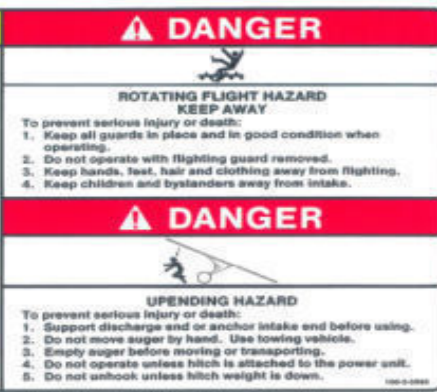 DANGER
ROTATING FLIGHT HAZARD
KEEP AWAY
To prevent serious injury or death:
1. Keep all guards in place and in good condition when
operating.
2. Do not operate with flighting guard removed.
3. Keep hands, feet, hair and clothing away from flighting.
4. Keep children and bystanders away from intake.
DANGER
UPENDING HAZARD
To prevent serious injury or death:
1. Support discharge end or anchor intake end before using.
2. Do not move auger by hand. Use towing vehicle.
3. Empty auger before moving or transporting.
4. Do not operate unless hitch is attached to the power unit.
5. Do not unhook unless hitch weight is down.